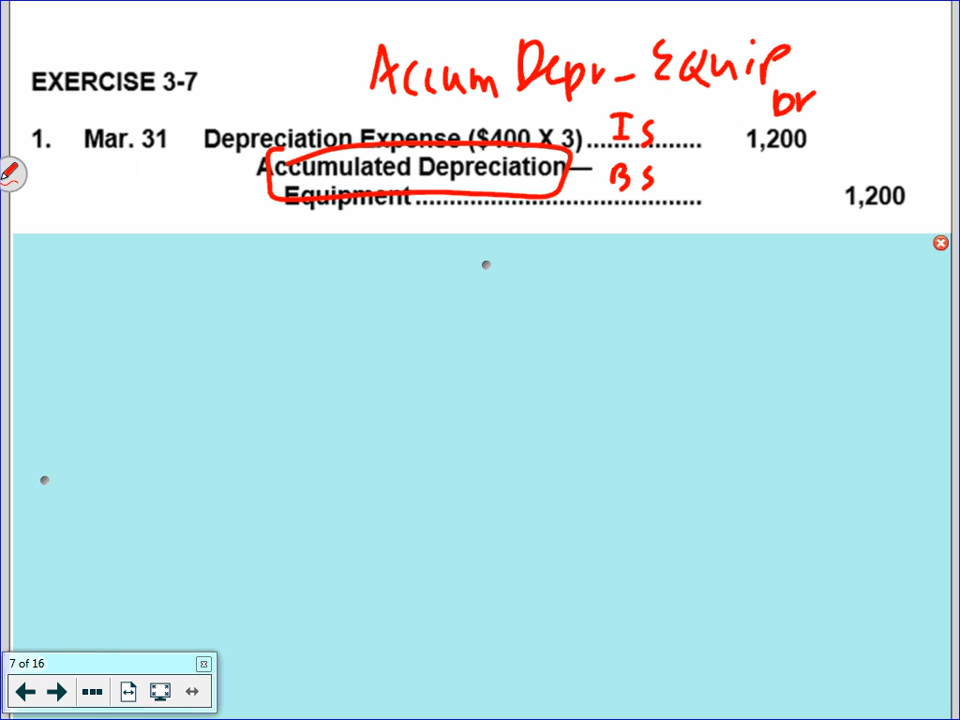 Accum Depr - Equip
EXERCISE 3-7
or
1. Mar. 31 Depreciation Expense ($400 X 3)................. 1,200
IS
Accumulated Depreciation—
BS
Equipment.......................................... 1,200
7 of 16